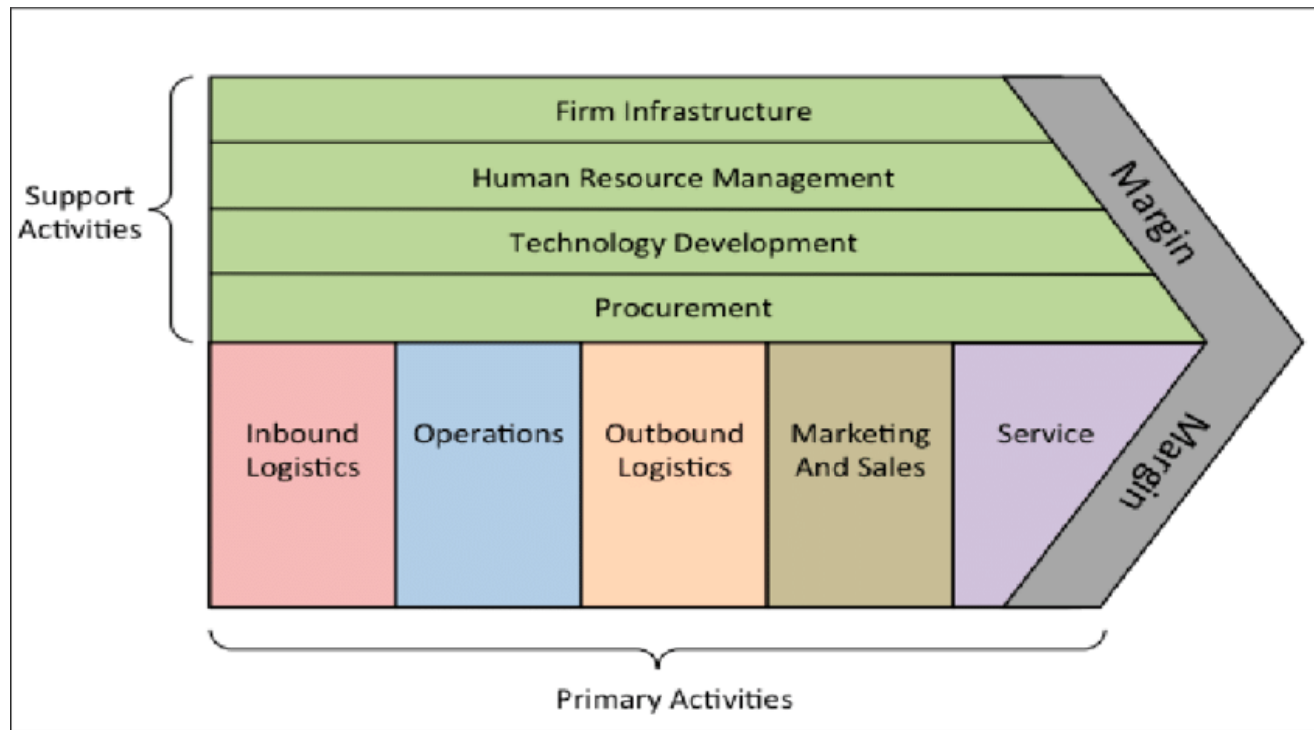 Firm Infrastructure
Human Resource Management
Technology Development
Procurement
Support
Activities
Margin
Inbound
Logistics
Operations
Outbound
Logistics
Marketing
And Sales
Service
Margin
Primary Activities